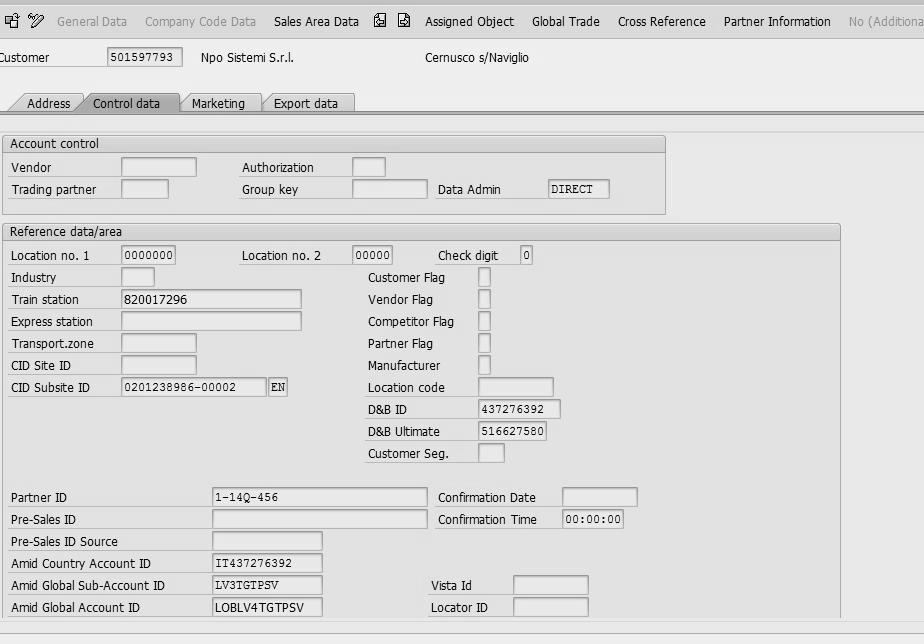 General Data Company Code Data Sales Area Data Assigned Object Global Trade Cross Reference Partner Information No (Additiona
Customer 501597793 Npo Sistemi S.r.l. Cernusco s/Naviglio
Address Control data Marketing Export data
Account control
Vendor Authorization
Trading partner Group key Data Admin DIRECT
Reference data/area
Location no. 1 0000000 Location no. 2 00000 Check digit 0
Industry Customer Flag
Train station 820017296 Vendor Flag
Express station Competitor Flag
Transport.zone Partner Flag
CID Site ID Manufacturer
CID Subsite ID 0201238986-00002 EN Location code
D&B ID 437276392
D&B Ultimate 516627580
Customer Seg.
Partner ID 1-14Q-456 Confirmation Date
Pre-Sales ID Confirmation Time 00:00:00
Pre-Sales ID Source
Amid Country Account ID IT437276392
Amid Global Sub-Account ID LV3TGTPSV Vista Id
Amid Global Account ID LOBLV4TGTPSV Locator ID